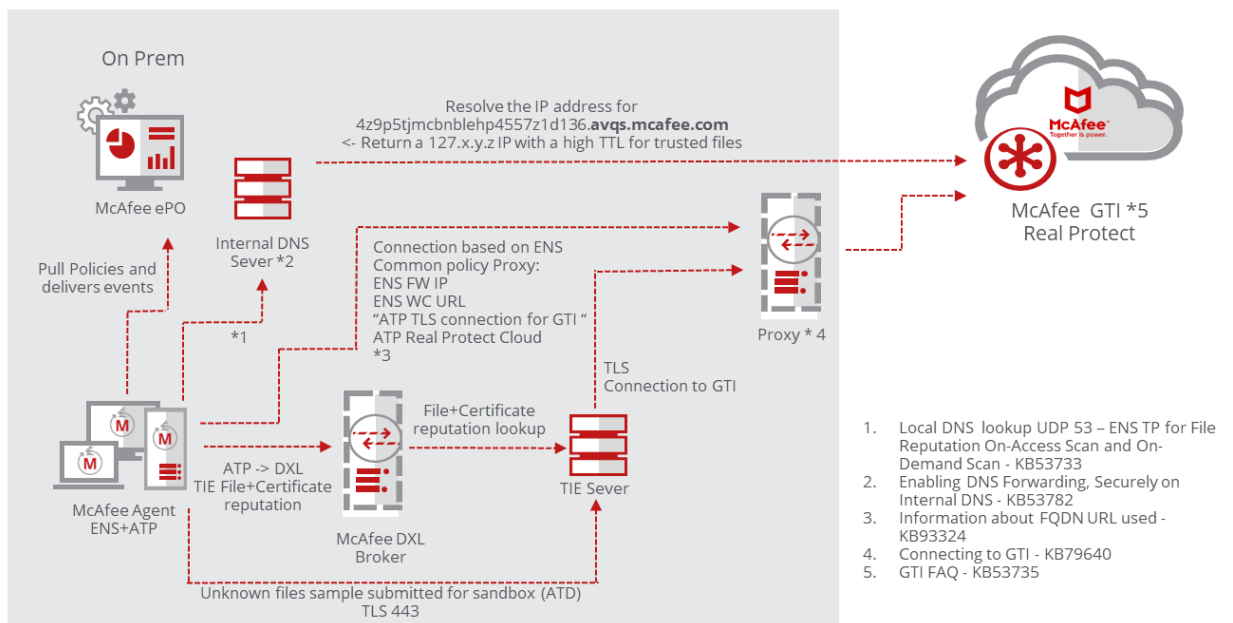 On Prem
McAfee ePO
Resolve the IP address for
4z9p5tjmcbnblehp4557z1d136.avqs.mcafee.com
<- Return a 127.x.y.z IP with a high TTL for trusted files
McAfee™
Together is power.
McAfee  GTI *5
Real Protect
Internal DNS
Sever *2
Pull Policies and
delivers events
*1
Connection based on ENS
Common policy Proxy:
ENS FW IP
ENS WC URL
“ATP TLS connection for GTI “
ATP Real Protect Cloud
*3
Proxy * 4
TLS
Connection to GTI
M
M
M
McAfee Agent
ENS+ATP
ATP -> DXL
TIE File+Certificate
reputation
McAfee DXL
Broker
File+Certificate
reputation lookup
TIE Sever
Unknown files sample submitted for sandbox (ATD)
TLS 443
1. Local DNS lookup UDP 53 – ENS TP for File
Reputation On-Access Scan and On-
Demand Scan - KB53733
2. Enabling DNS Forwarding, Securely on
Internal DNS - KB53782
3. Information about FQDN URL used -
KB93324
4. Connecting to GTI - KB79640
5. GTI FAQ - KB53735